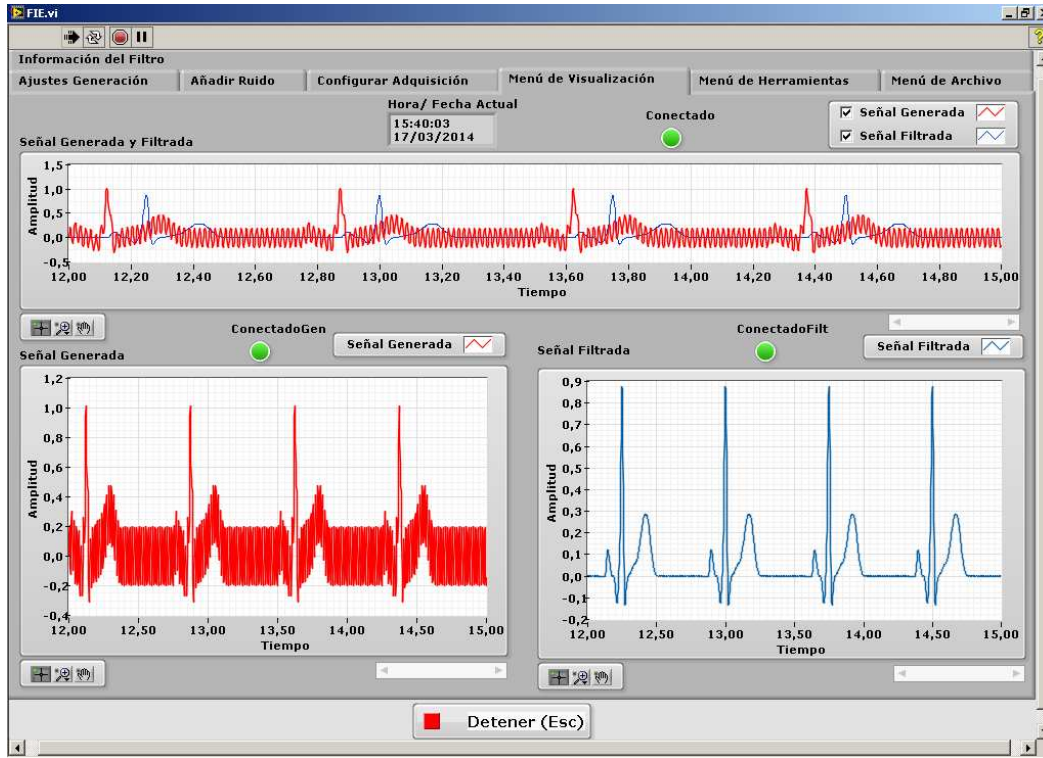 FIE.vi
Información del Filtro
Ajustes Generación Añadir Ruido Configurar Adquisición Menú de Visualización Menú de Herramientas Menú de Archivo
Hora/ Fecha Actual
15:40:03
17/03/2014
Conectado
Señal Generada
Señal Filtrada
Señal Generada y Filtrada
Amplitud
1,5
1,0
0,5
0,0
-0,5
12,00 12,20 12,40 12,60 12,80 13,00 13,20 13,40 13,60 13,80 14,00 14,20 14,40 14,60 14,80 15,00
Tiempo
ConectadoGen
Señal Generada
Señal Generada
Amplitud
1,2
1,0
0,8
0,6
0,4
0,2
0,0
-0,2
-0,4
12,00 12,50 13,00 13,50 14,00 14,50 15,00
Tiempo
ConectadoFilt
Señal Filtrada
Señal Filtrada
Amplitud
0,9
0,8
0,7
0,6
0,5
0,4
0,3
0,2
0,1
0,0
-0,1
-0,2
12,00 12,50 13,00 13,50 14,00 14,50 15,00
Tiempo
Detener (Esc)